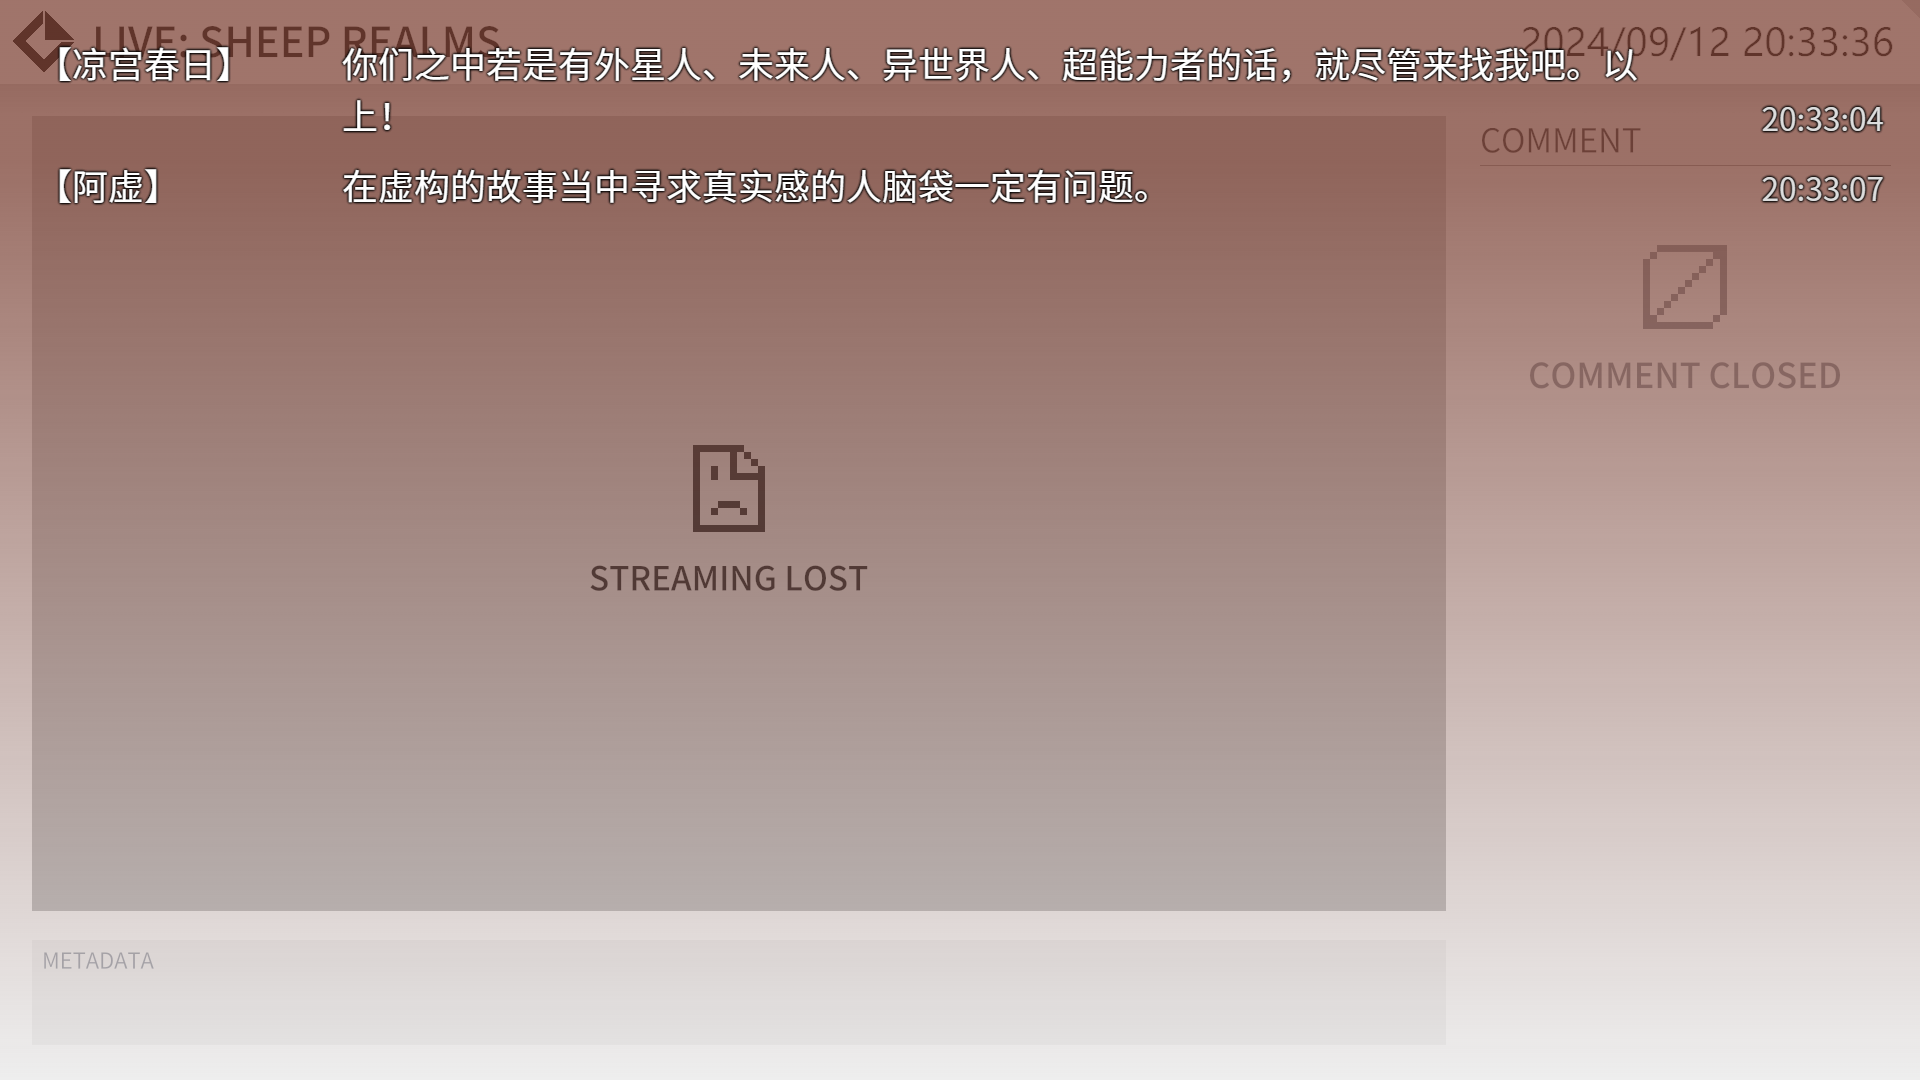 LIVE: SHEEP REALMS
2024/09/12 20:33:36
【凉宫春日】 你们之中若是有外星人、未来人、异世界人、超能力者的话，就尽管来找我吧。以
上！ 20:33:04
【阿虚】 在虚构的故事当中寻求真实感的人脑袋一定有问题。 20:33:07
COMMENT
COMMENT CLOSED
STREAMING LOST
METADATA